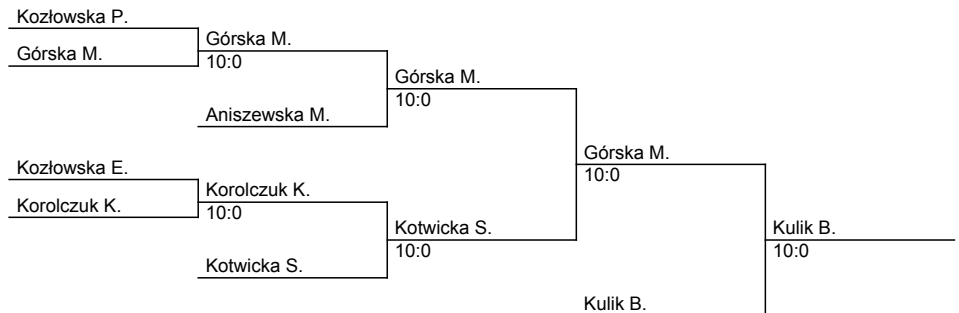 Kozłowska P.
Górska M.
Górska M.
10:0
Górska M.
10:0
Aniszewska M.
Górska M.
10:0
Kozłowska E.
Korolczuk K.
Korolczuk K.
10:0
Kotwicka S.
10:0
Kulik B.
10:0
Kotwicka S.
Kulik B.